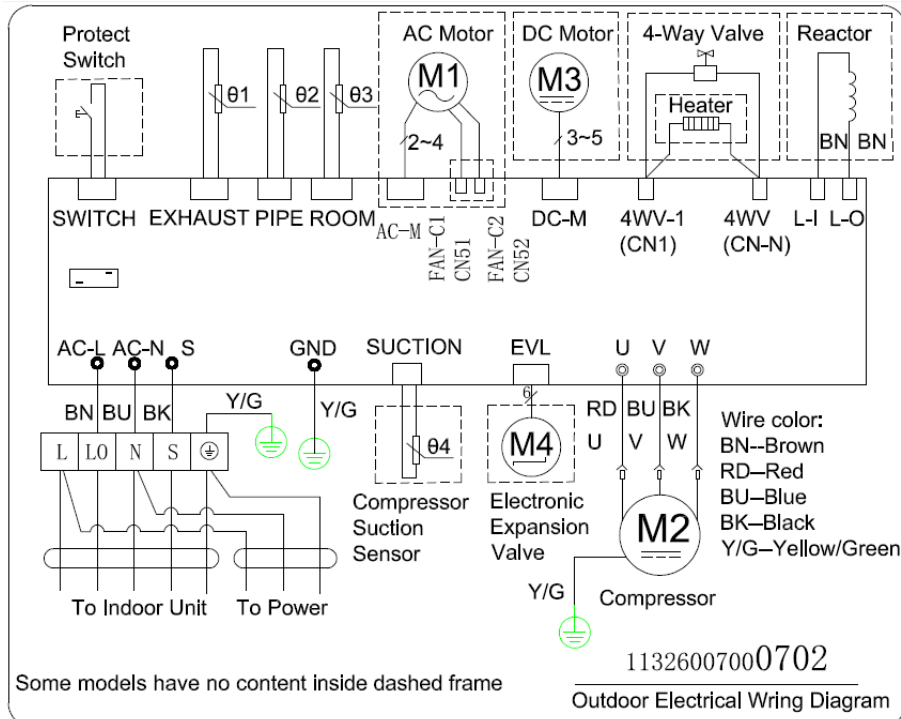 Protect
Switch
θ1
θ2
θ3
AC Motor
M1
2~4
DC Motor
M3
3~5
4-Way Valve
Heater
Reactor
BN BN
SWITCH
EXHAUST
PIPE
ROOM
AC-M
FAN-C1
CN51
FAN-C2
CN52
DC-M
4WV-1
(CN1)
4WV
(CN-N)
L-I
L-O
AC-L
AC-N
S
GND
SUCTION
EVL
U
V
W
BN
BU
BK
Y/G
Y/G
L
LO
N
S
θ4
Compressor
Suction
Sensor
6
M4
Electronic
Expansion
Valve
RD
BU
BK
U
V
W
M2
Y/G
Compressor
Wire color:
BN--Brown
RD--Red
BU--Blue
BK--Black
Y/G--Yellow/Green
To Indoor Unit
To Power
Some models have no content inside dashed frame
11326007000702
Outdoor Electrical Wring Diagram